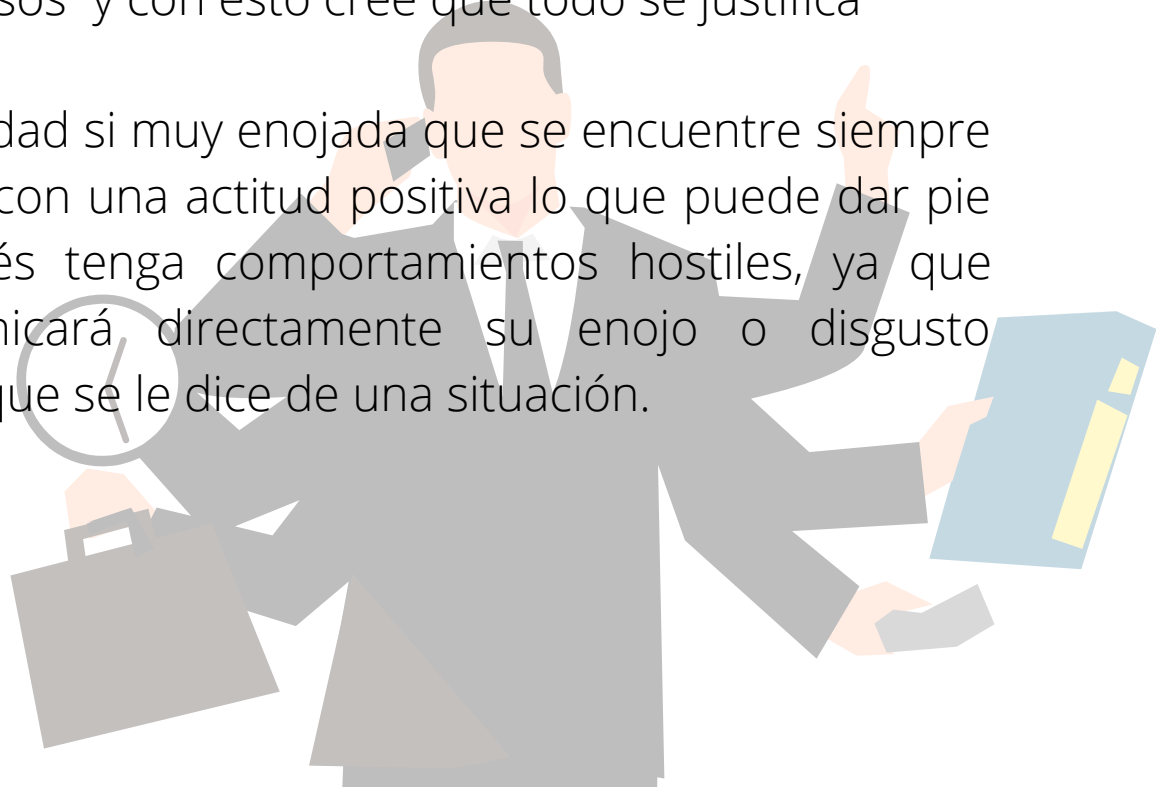 sos y con esto cree que todo se justifica
dad si muy enojada que se encuentre siempre
con una actitud positiva lo que puede dar pie
és tenga comportamientos hostiles, ya que
nicará directamente su enojo o disgusto
que se le dice de una situación.